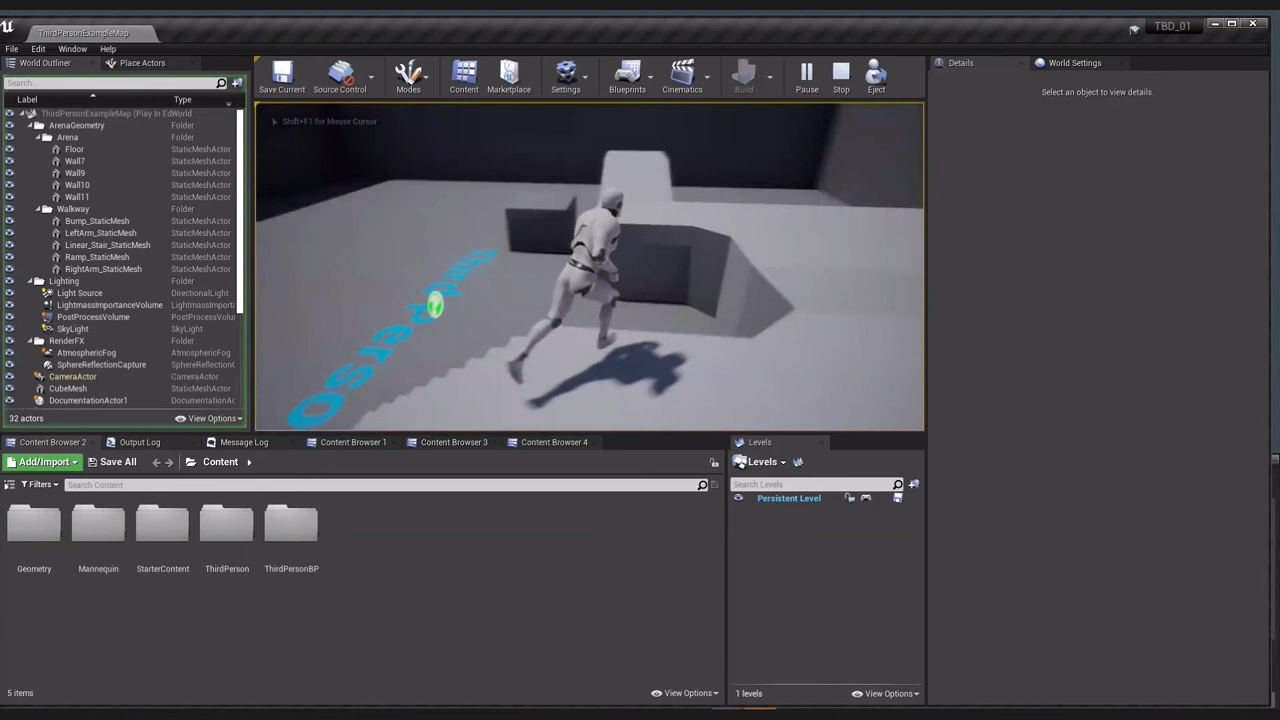 ThirdPersonExampleMap
TBD_01
File Edit Window Help
World Outliner
Place Actors
Search...
Label Type
ThirdPersonExampleMap (Play In Ed World
ArenaGeometry Folder
Arena Folder
Floor StaticMeshActor
Wall7 StaticMeshActor
Wall9 StaticMeshActor
Wall10 StaticMeshActor
Wall11 StaticMeshActor
Walkway Folder
Bump_StaticMesh StaticMeshActor
LeftArm_StaticMesh StaticMeshActor
Linear_Stair_StaticMesh StaticMeshActor
Ramp_StaticMesh StaticMeshActor
RightArm_StaticMesh StaticMeshActor
Lighting Folder
Light Source DirectionalLight
LightmassImportanceVolume LightmassImporta
PostProcessVolume PostProcessVolum
SkyLight SkyLight
RenderFX Folder
AtmosphericFog AtmosphericFog
SphereReflectionCapture SphereReflectionC
CameraActor CameraActor
CubeMesh StaticMeshActor
DocumentationActor1 DocumentationAc
32 actors View Options
Save Current Source Control Modes Content Marketplace Settings Blueprints Cinematics Build Pause Stop Eject
Shift+F1 for Mouse Cursor
Details
World Settings
Select an object to view details.
Content Browser 2 Output Log Message Log Content Browser 1 Content Browser 3 Content Browser 4
Add/Import Save All Content
Filters Search Content
Geometry Mannequin StarterContent ThirdPerson ThirdPersonBP
5 items View Options
Levels
Levels
Search Levels
Persistent Level
1 levels View Options